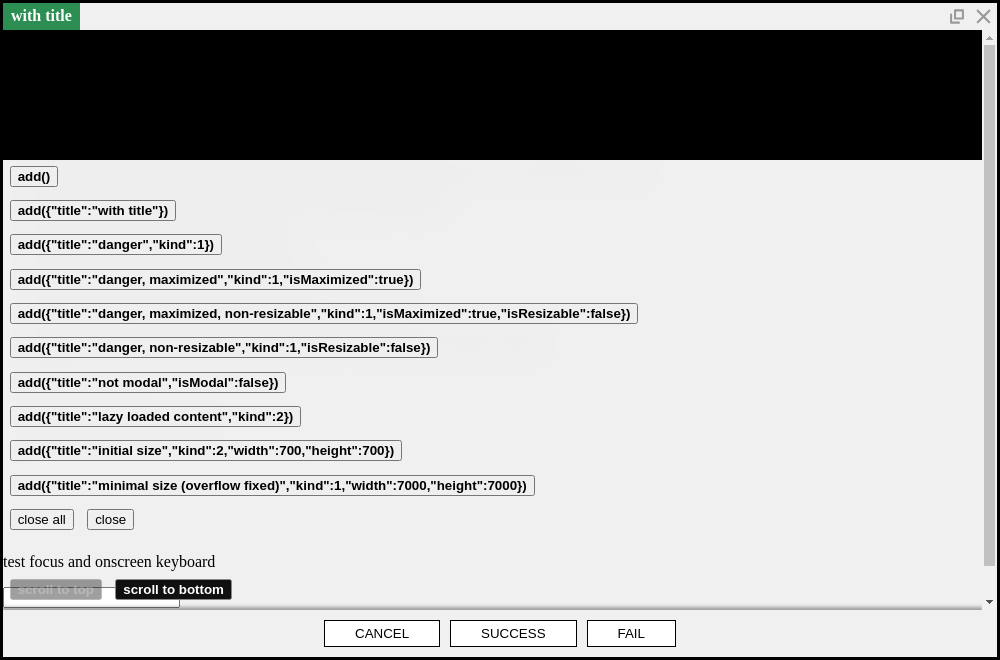 with title
add()
add({"title":"with title"})
add({"title":"danger","kind":1})
add({"title":"danger, maximized","kind":1,"isMaximized":true})
add({"title":"danger, maximized, non-resizable","kind":1,"isMaximized":true,"isResizable":false})
add({"title":"danger, non-resizable","kind":1,"isResizable":false})
add({"title":"not modal","isModal":false})
add({"title":"lazy loaded content","kind":2})
add({"title":"initial size","kind":2,"width":700,"height":700})
add({"title":"minimal size (overflow fixed)","kind":1,"width":7000,"height":7000})
close all close
test focus and onscreen keyboard
scroll to top scroll to bottom
CANCEL SUCCESS FAIL